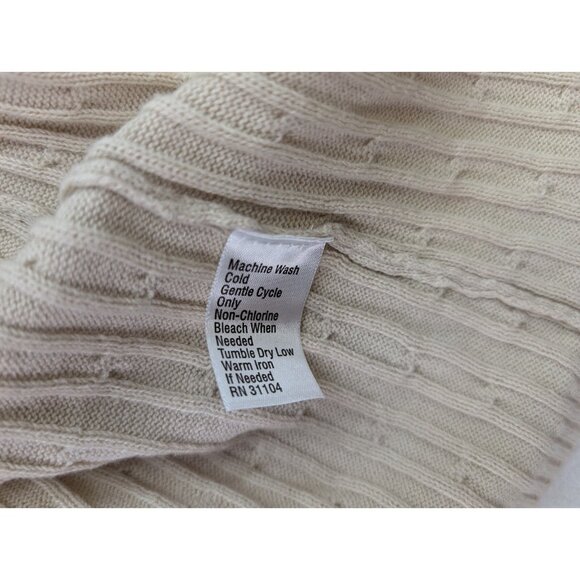 Machine Wash
Cold
Gentle Cycle
Only
Non-Chlorine
Bleach When
Needed
Tumble Dry Low
Warm Iron
If Needed
RN 31104